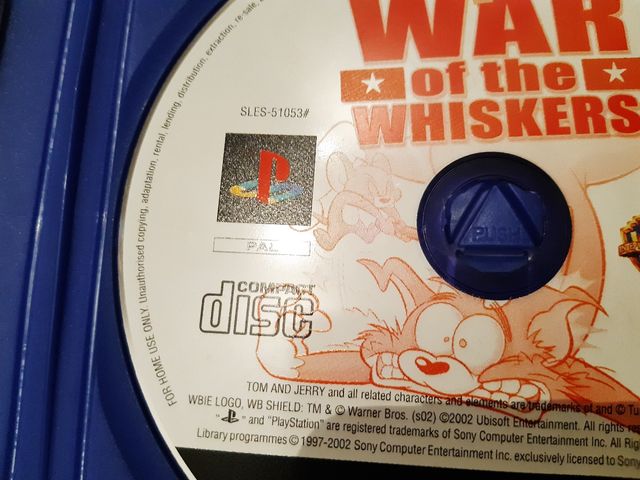 WAR
of the
WHISKERS
SLES-51053#
PAL
COMPACT
disc
PUSH
FOR HOME USE ONLY. Unauthorised copying, adaptation, rental, lending, distribution, extraction, re-sale,
TOM AND JERRY and all related characters and elements are trademarks of and © Tu
WBIE LOGO, WB SHIELD: TM & © Warner Bros. (s02) ©2002 Ubisoft Entertainment. All rights res
" " and "PlayStation" are registered trademarks of Sony Computer Entertainment Inc. All Rig
Library programmes © 1997-2002 Sony Computer Entertainment Inc. exclusively licensed to Sony